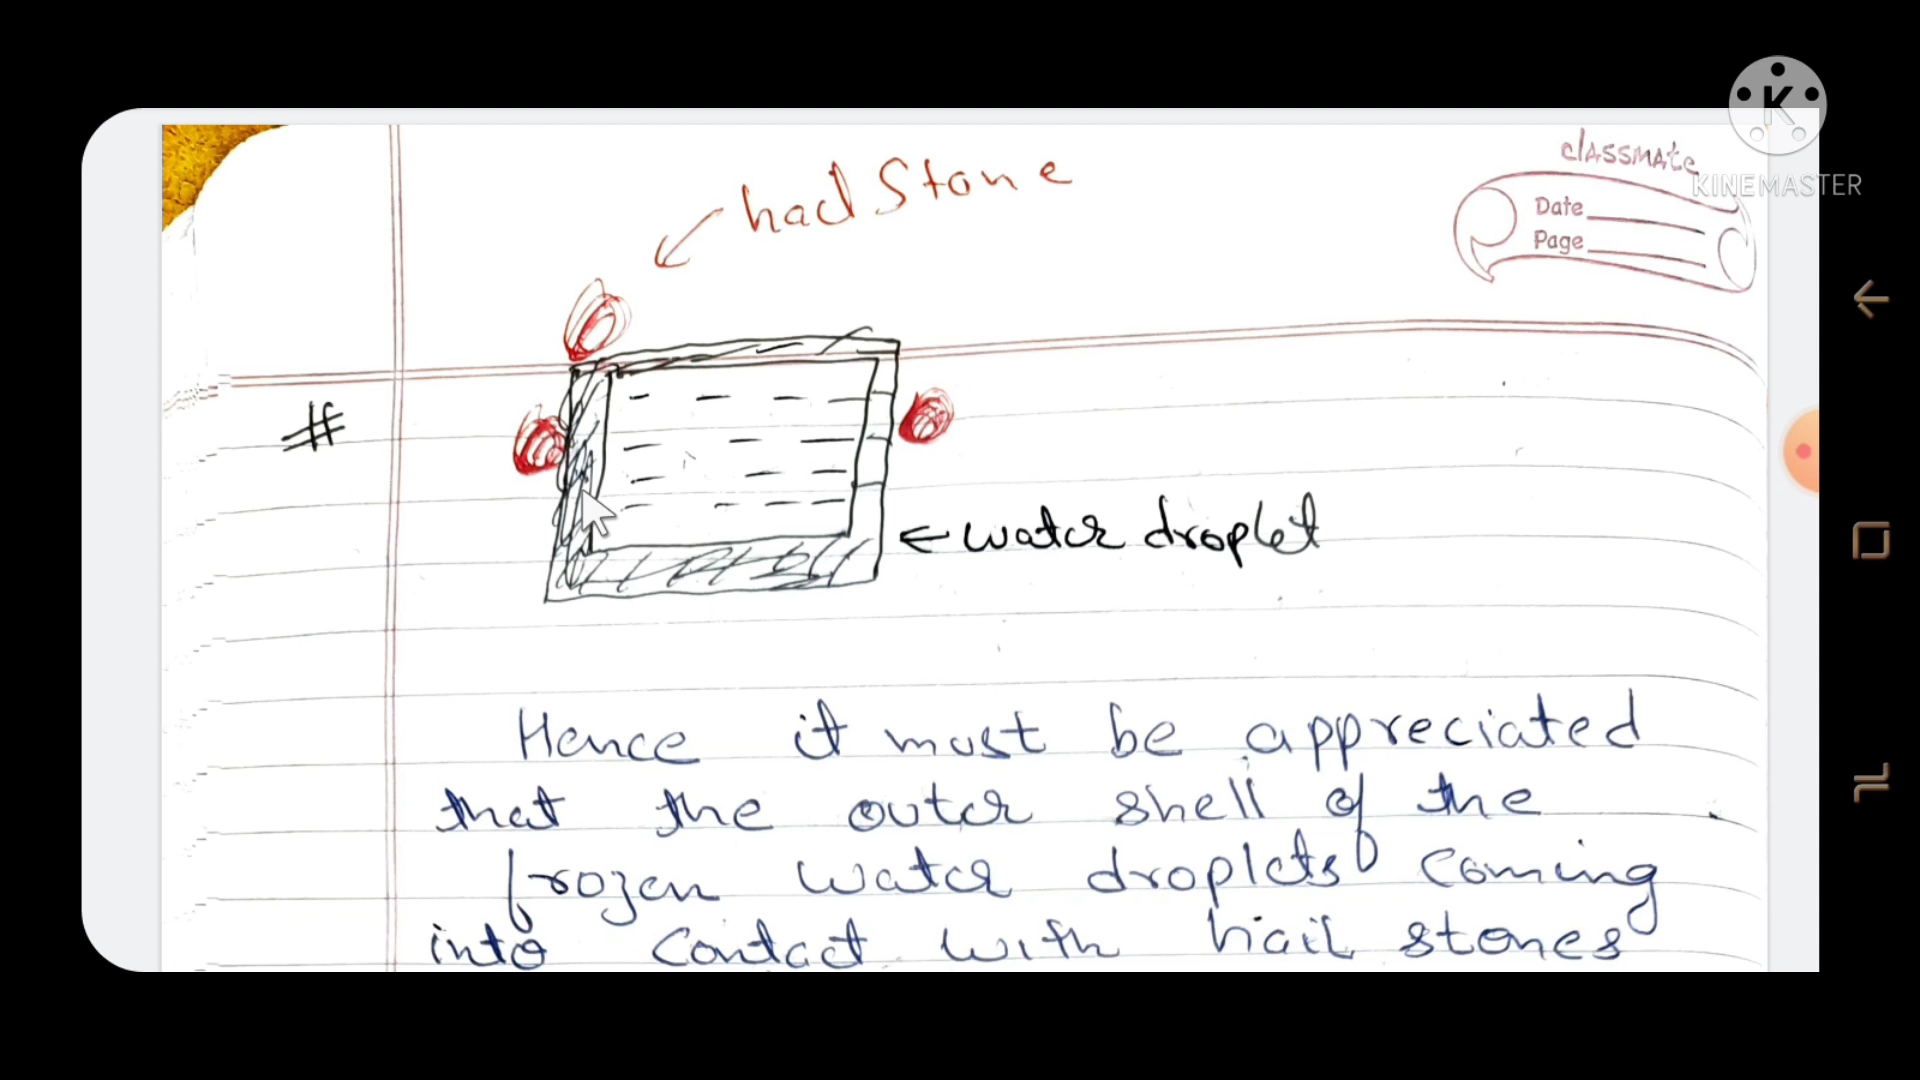 classmate
KINEMASTER
Date
Page
hail Stone
#
← water droplet
Hence it must be appreciated
that the outer shell of the
frozen water droplets coming
into contact with hail stones